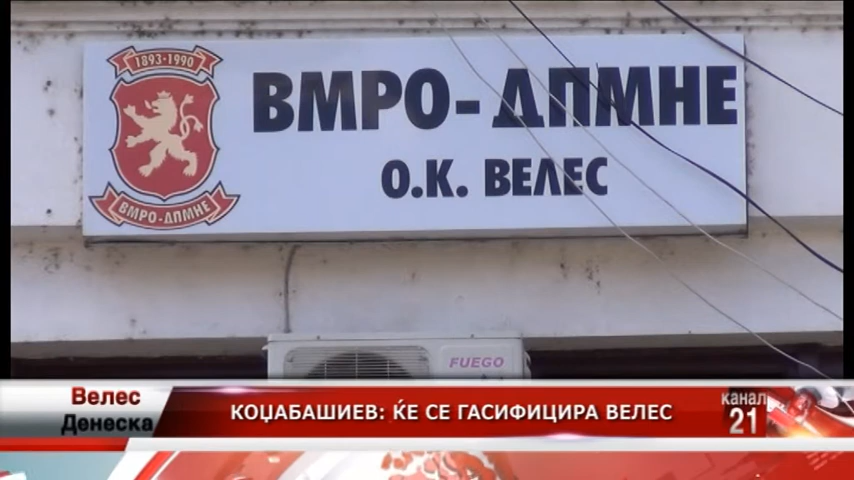 1893-1990
ВМРО-ДПМНЕ
ВМРО-ДПМНЕ
О.К. ВЕЛЕС
FUEGO
Велес
Денеска
КОЏАБАШИЕВ: ЌЕ СЕ ГАСИФИЦИРА ВЕЛЕС
канал
21